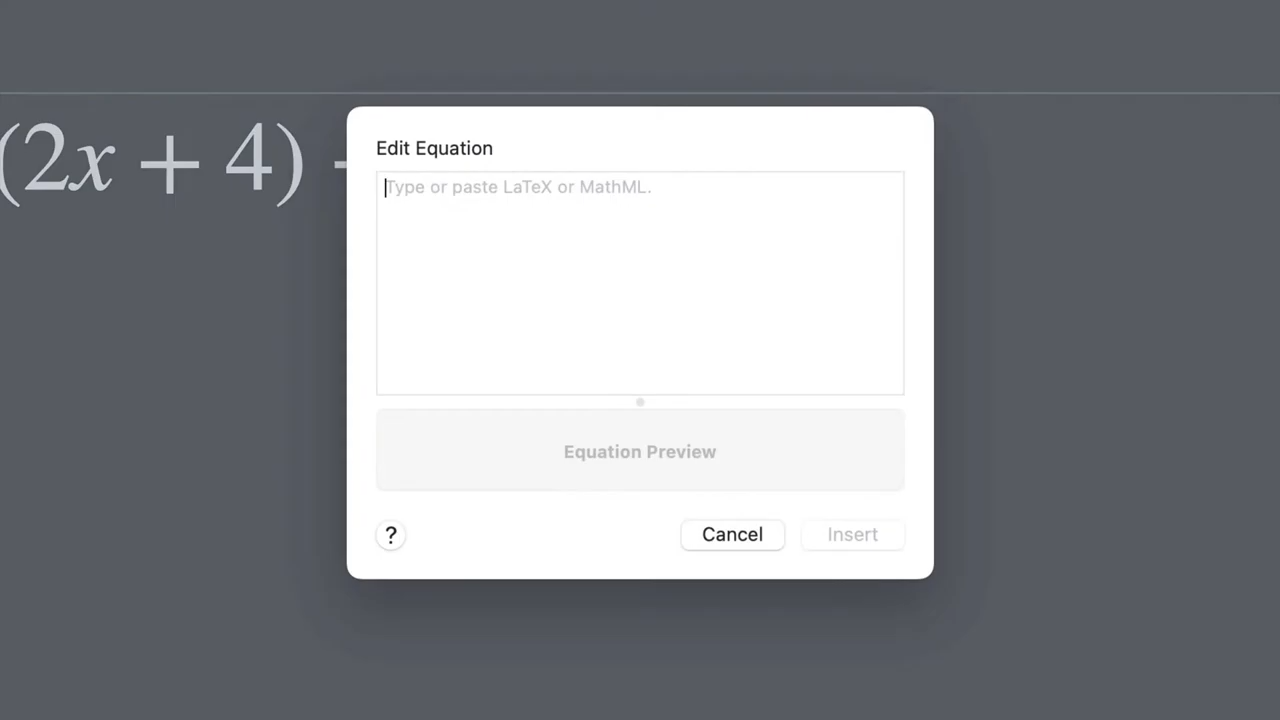 (2x + 4) -
Edit Equation
Type or paste LaTeX or MathML.
Equation Preview
?
Cancel
Insert